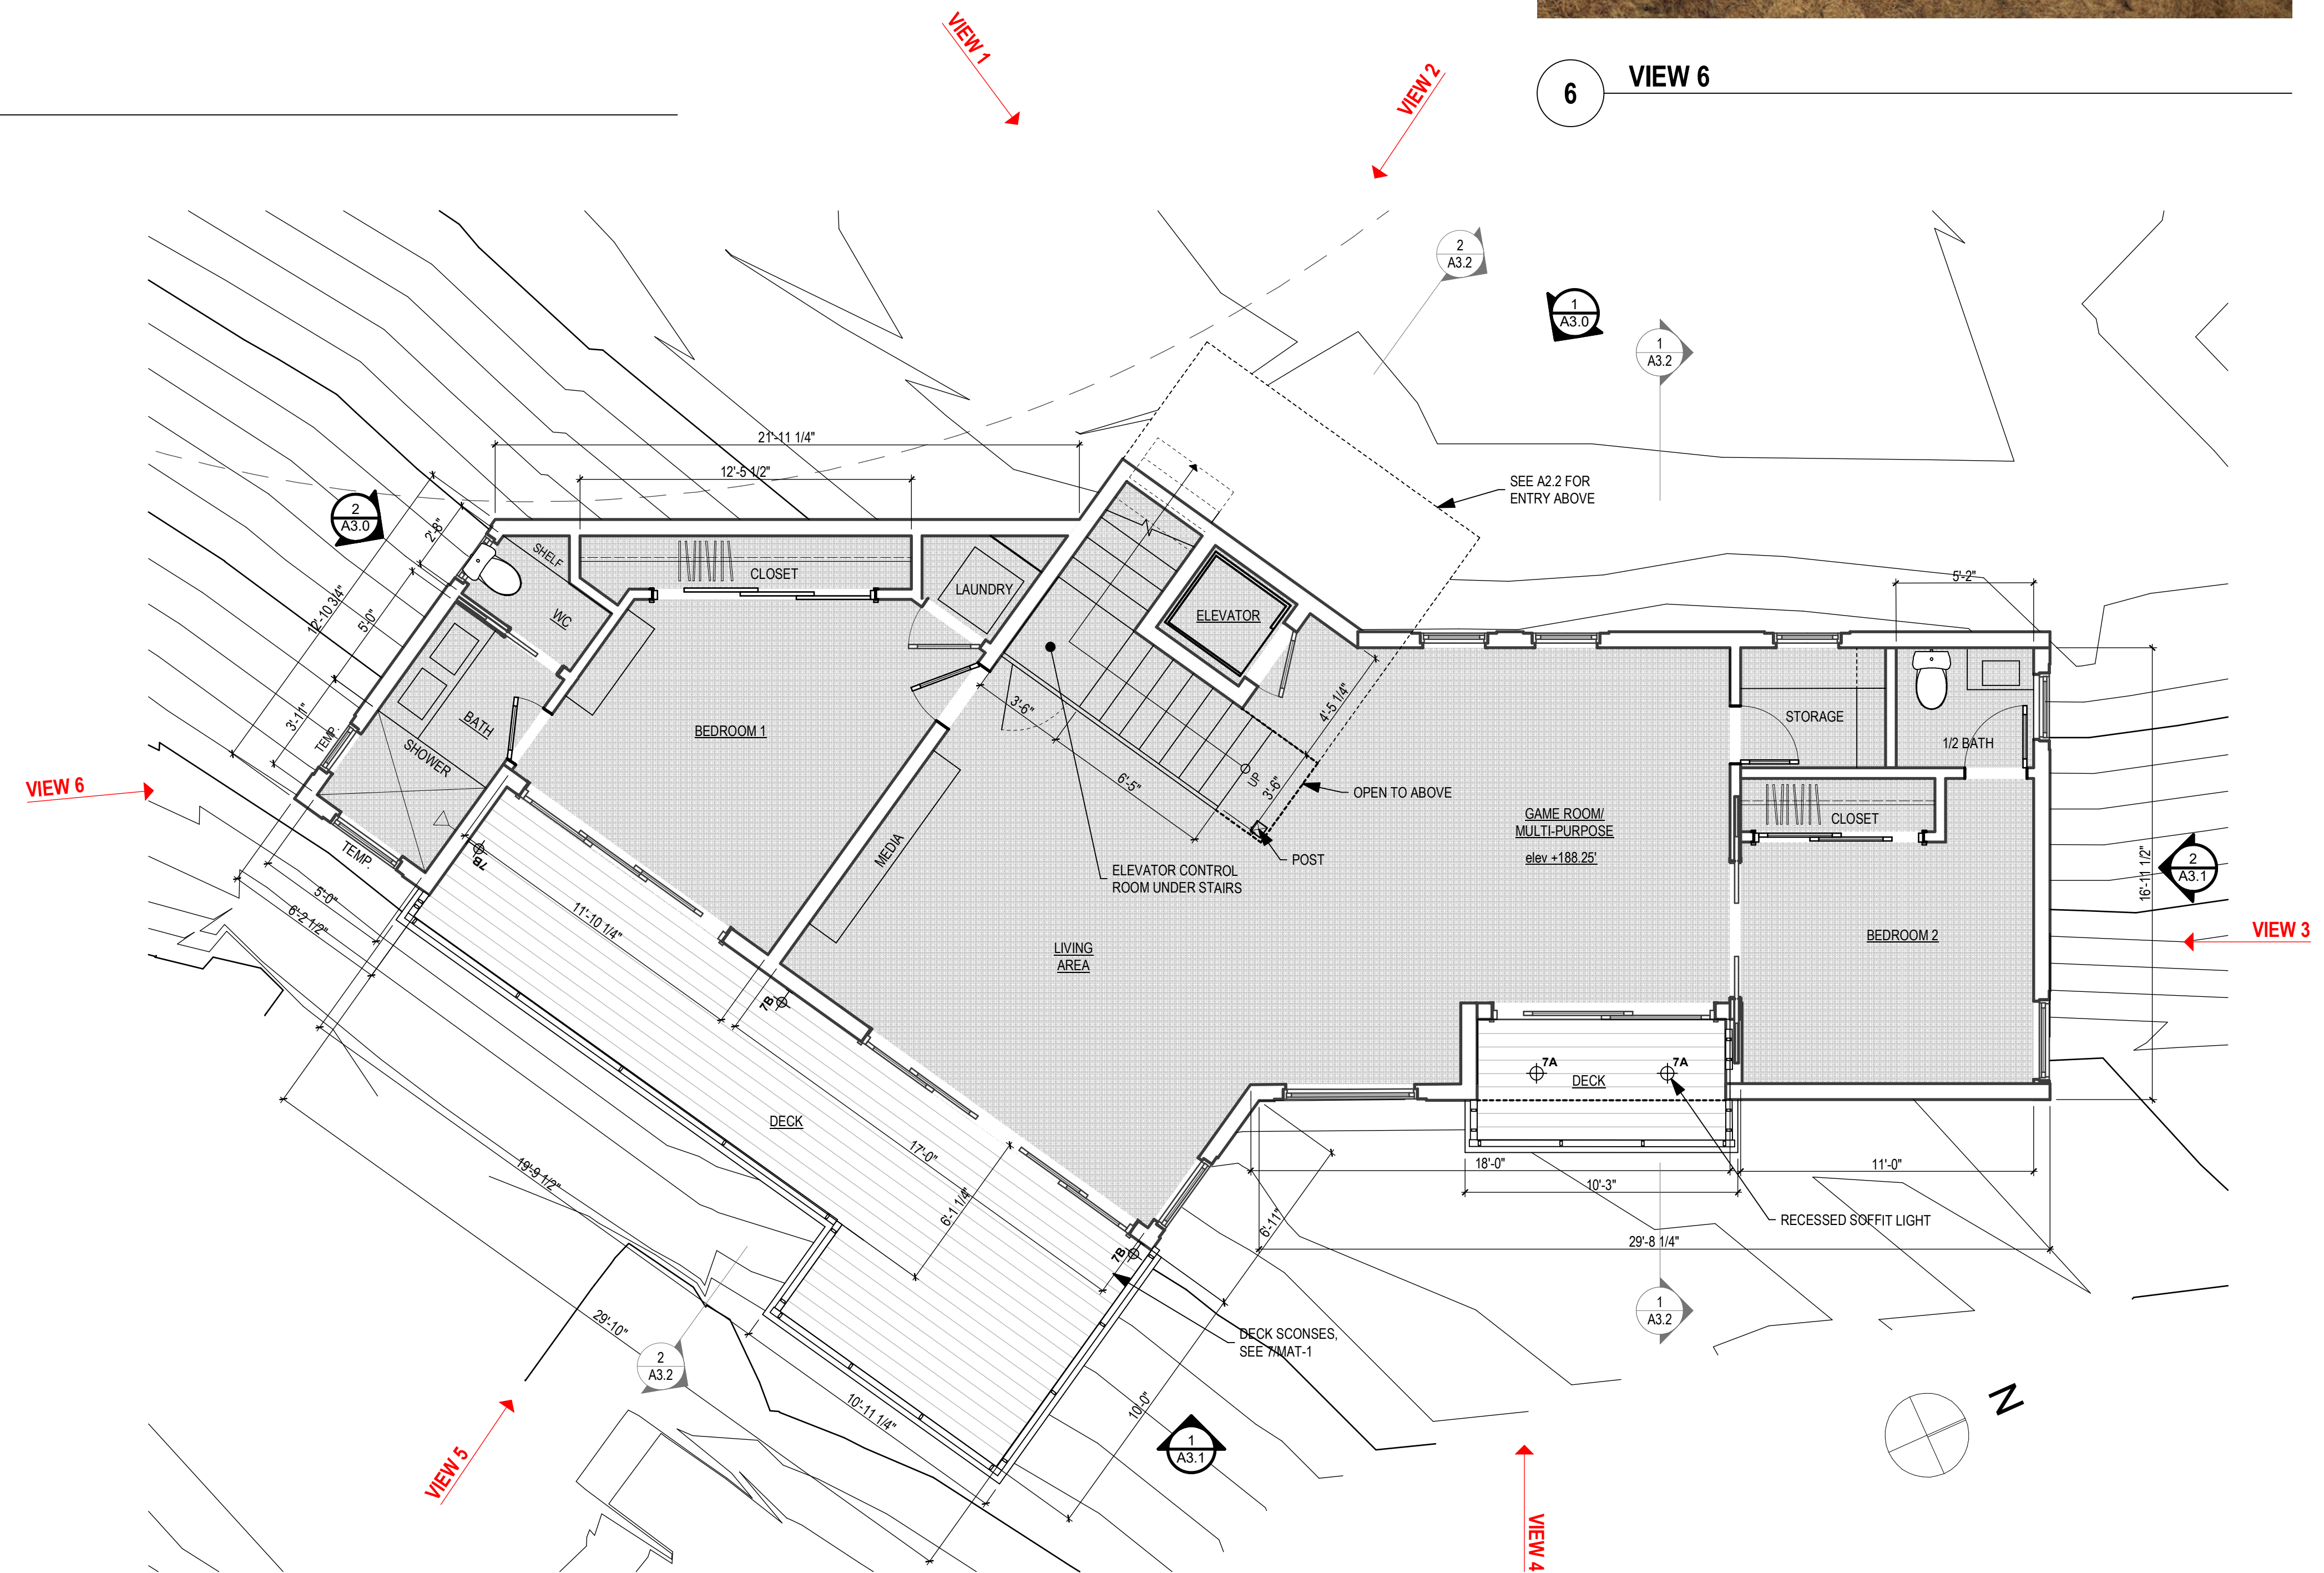 VIEW 1
VIEW 2
6
VIEW 6
2
A3.2
1
A3.0
1
A3.2
21'-11 1/4"
12'-5 1/2"
SEE A2.2 FOR
ENTRY ABOVE
2
A3.0
2'-8"
12'-10 3/4"
5'-0"
3'-11"
TEMP.
SHELF
WC
CLOSET
LAUNDRY
ELEVATOR
5'-2"
BATH
SHOWER
BEDROOM 1
3'-6"
4'-5 1/4"
STORAGE
1/2 BATH
6'-5"
UP
3'-6"
OPEN TO ABOVE
VIEW 6
GAME ROOM/
MULTI-PURPOSE
elev +188.25'
CLOSET
MEDIA
POST
TEMP.
7B
ELEVATOR CONTROL
ROOM UNDER STAIRS
16'-11 1/2"
2
A3.1
5'-0"
6'-2 1/2"
11'-10 1/4"
LIVING
AREA
BEDROOM 2
VIEW 3
7B
7A
7A
DECK
DECK
17'-0"
19'-9 1/2"
6'-1 1/4"
18'-0"
11'-0"
10'-3"
6'-11"
RECESSED SOFFIT LIGHT
29'-8 1/4"
7B
29'-10"
DECK SCONSES,
SEE 7/MAT-1
1
A3.2
2
A3.2
10'-11 1/4"
10'-0"
1
A3.1
N
VIEW 5
VIEW 4